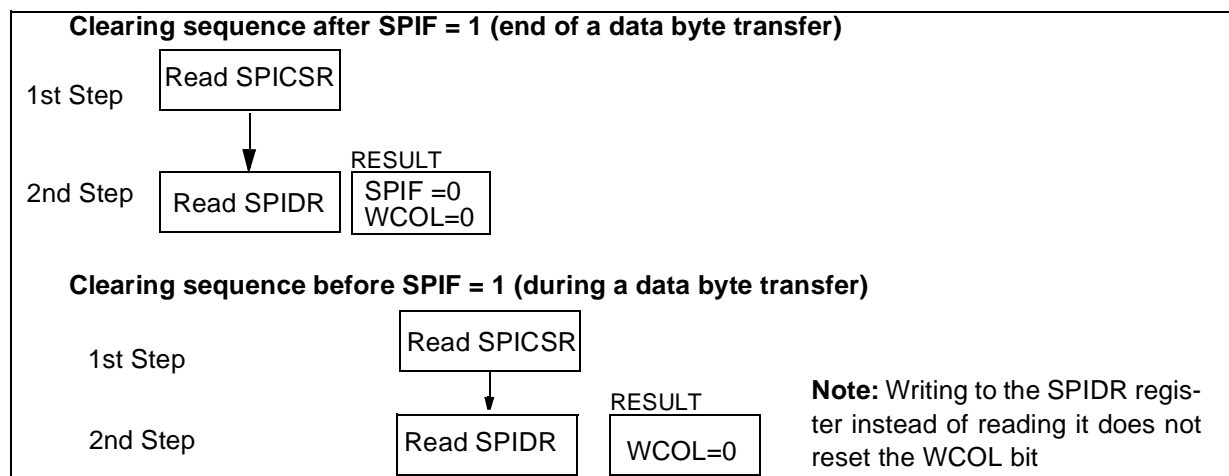 Clearing sequence after SPIF = 1 (end of a data byte transfer)
1st Step
Read SPICSR
2nd Step
Read SPIDR
RESULT
SPIF =0
WCOL=0
Clearing sequence before SPIF = 1 (during a data byte transfer)
1st Step
Read SPICSR
2nd Step
Read SPIDR
RESULT
WCOL=0
Note: Writing to the SPIDR regis-
ter instead of reading it does not
reset the WCOL bit